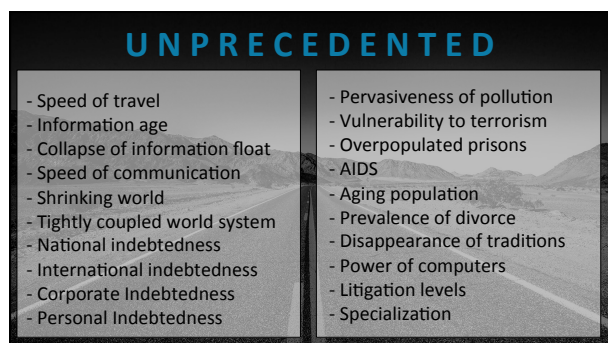 UNPRECEDENTED
- Speed of travel
- Information age
- Collapse of information float
- Speed of communication
- Shrinking world
- Tightly coupled world system
- National indebtedness
- International indebtedness
- Corporate Indebtedness
- Personal Indebtedness
- Pervasiveness of pollution
- Vulnerability to terrorism
- Overpopulated prisons
- AIDS
- Aging population
- Prevalence of divorce
- Disappearance of traditions
- Power of computers
- Litigation levels
- Specialization